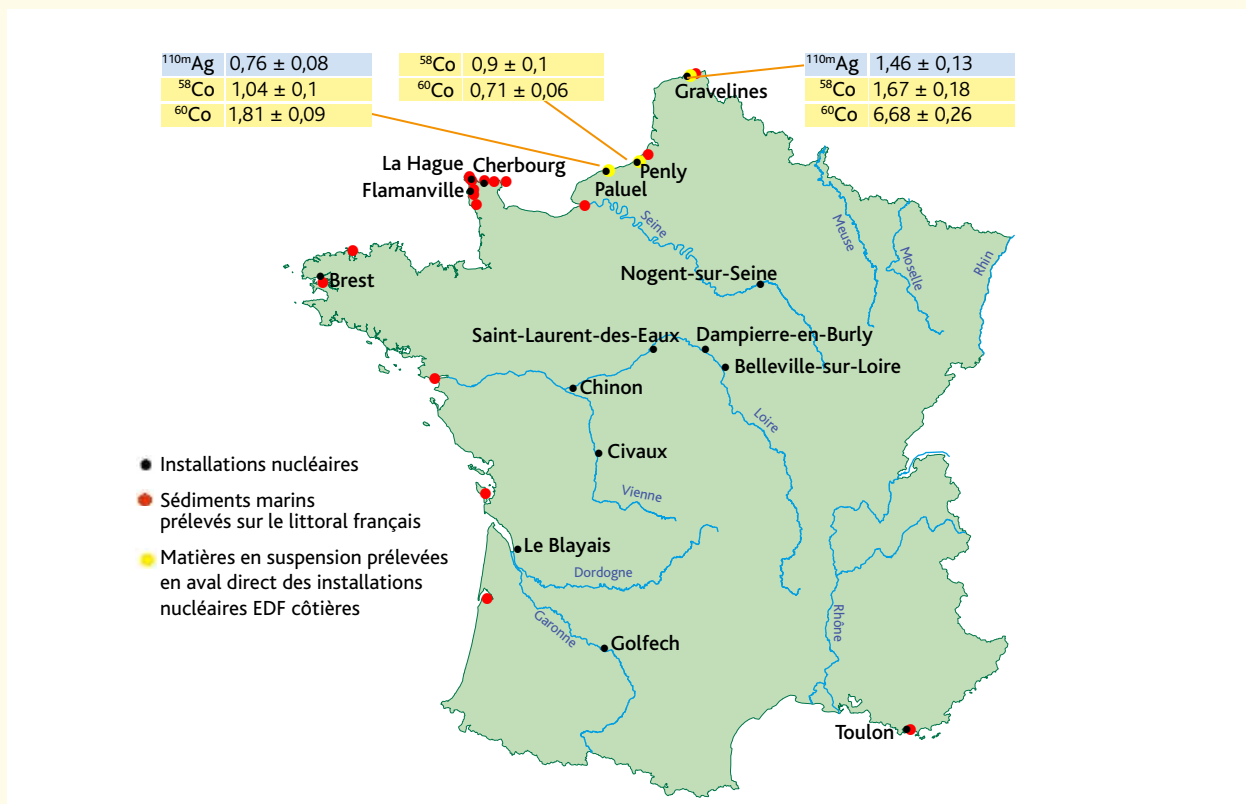 110mAg 0,76 ± 0,08
58Co 1,04 ± 0,1
60Co 1,81 ± 0,09
58Co 0,9 ± 0,1
60Co 0,71 ± 0,06
110mAg 1,46 ± 0,13
58Co 1,67 ± 0,18
60Co 6,68 ± 0,26
Gravelines
La Hague
Cherbourg
Flamanville
Penly
Paluel
Seine
Meuse
Moselle
Rhin
Brest
Nogent-sur-Seine
Saint-Laurent-des-Eaux
Dampierre-en-Burly
Belleville-sur-Loire
Chinon
Loire
Civaux
Vienne
Installations nucléaires
Sédiments marins
prélevés sur le littoral français
Matières en suspension prélevées
en aval direct des installations
nucléaires EDF côtières
Le Blayais
Dordogne
Garonne
Golfech
Rhône
Toulon